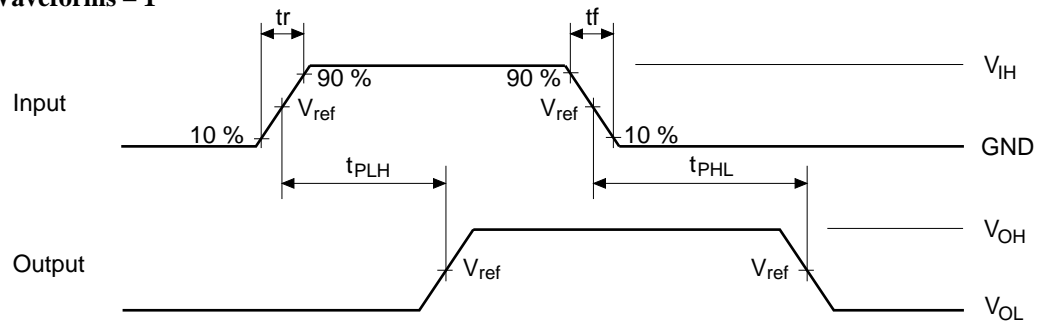 Waveforms – 1
tr
tf
90 %
90 %
V_IH
Input
V_ref
V_ref
10 %
10 %
GND
t_PLH
t_PHL
V_OH
Output
V_ref
V_ref
V_OL